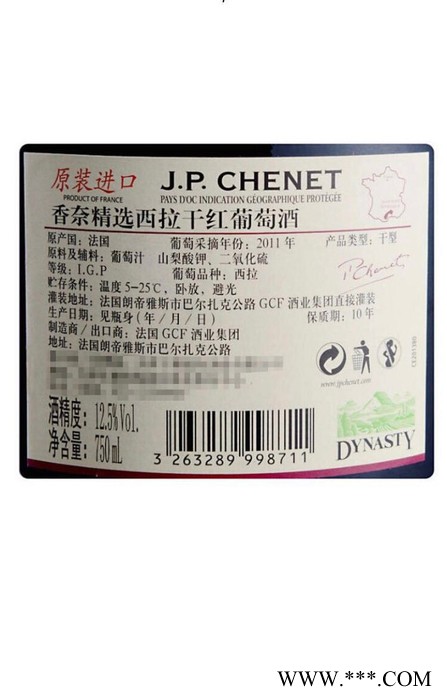 原装进口
PRODUCT OF FRANCE
J.P. CHENET
PAYS D'OC INDICATION GÉOGRAPHIQUE PROTÉGÉE
香奈精选西拉干红葡萄酒
原产国：法国 葡萄采摘年份：2011年 产品类型：干型
原料及辅料：葡萄汁 山梨酸钾、二氧化硫
等级：I.G.P 葡萄品种：西拉
贮存条件：温度5-25℃，卧放、避光
灌装地址：法国朗帝雅斯市巴尔扎克公路GCF酒业集团直接灌装
生产日期：见瓶身（年/月/日） 保质期：10年
制造商/出口商：法国GCF酒业集团
地址：法国朗帝雅斯市巴尔扎克公路
J.P. Chenet
www.jpchenet.com
酒精度：12.5%Vol.
净含量：750mL
3 263289 998711
DYNASTY
WWW.***.COM